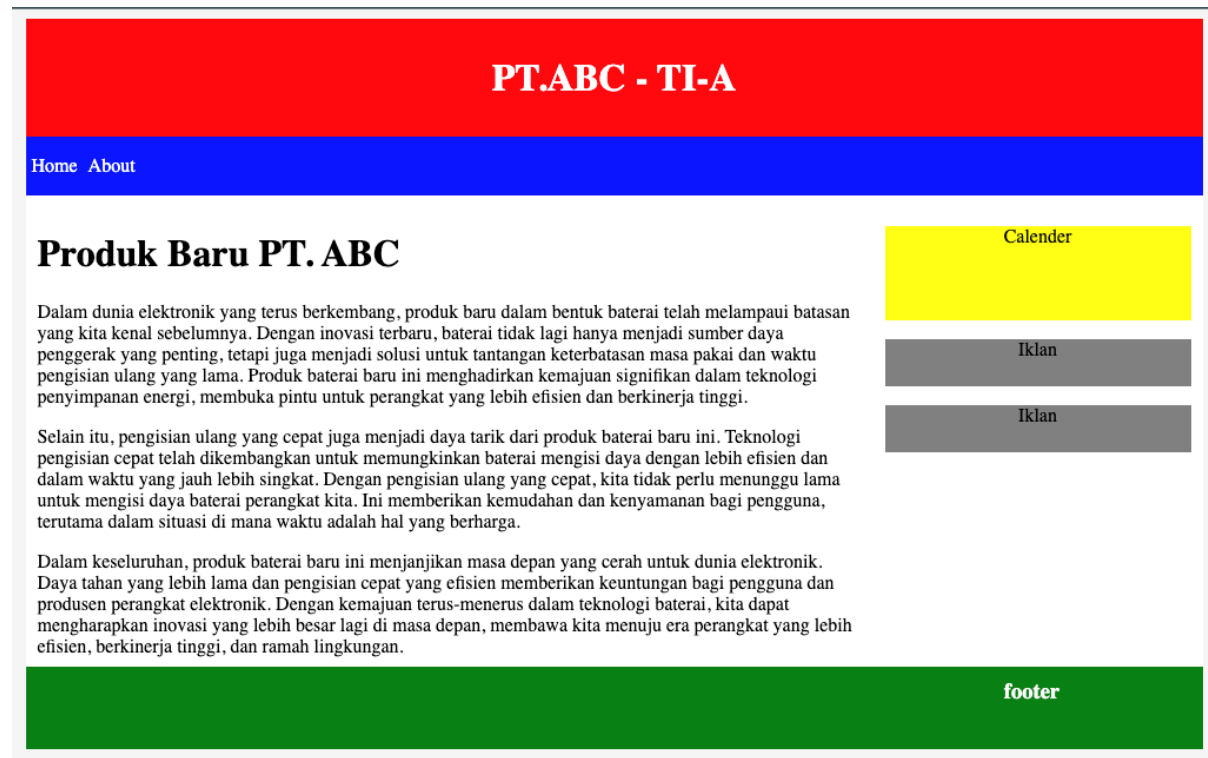 PT.ABC - TI-A
Home About
Produk Baru PT. ABC
Dalam dunia elektronik yang terus berkembang, produk baru dalam bentuk baterai telah melampaui batasan
yang kita kenal sebelumnya. Dengan inovasi terbaru, baterai tidak lagi hanya menjadi sumber daya
penggerak yang penting, tetapi juga menjadi solusi untuk tantangan keterbatasan masa pakai dan waktu
pengisian ulang yang lama. Produk baterai baru ini menghadirkan kemajuan signifikan dalam teknologi
penyimpanan energi, membuka pintu untuk perangkat yang lebih efisien dan berkinerja tinggi.
Selain itu, pengisian ulang yang cepat juga menjadi daya tarik dari produk baterai baru ini. Teknologi
pengisian cepat telah dikembangkan untuk memungkinkan baterai mengisi daya dengan lebih efisien dan
dalam waktu yang jauh lebih singkat. Dengan pengisian ulang yang cepat, kita tidak perlu menunggu lama
untuk mengisi daya baterai perangkat kita. Ini memberikan kemudahan dan kenyamanan bagi pengguna,
terutama dalam situasi di mana waktu adalah hal yang berharga.
Dalam keseluruhan, produk baterai baru ini menjanjikan masa depan yang cerah untuk dunia elektronik.
Daya tahan yang lebih lama dan pengisian cepat yang efisien memberikan keuntungan bagi pengguna dan
produsen perangkat elektronik. Dengan kemajuan terus-menerus dalam teknologi baterai, kita dapat
mengharapkan inovasi yang lebih besar lagi di masa depan, membawa kita menuju era perangkat yang lebih
efisien, berkinerja tinggi, dan ramah lingkungan.
Calender
Iklan
Iklan
footer